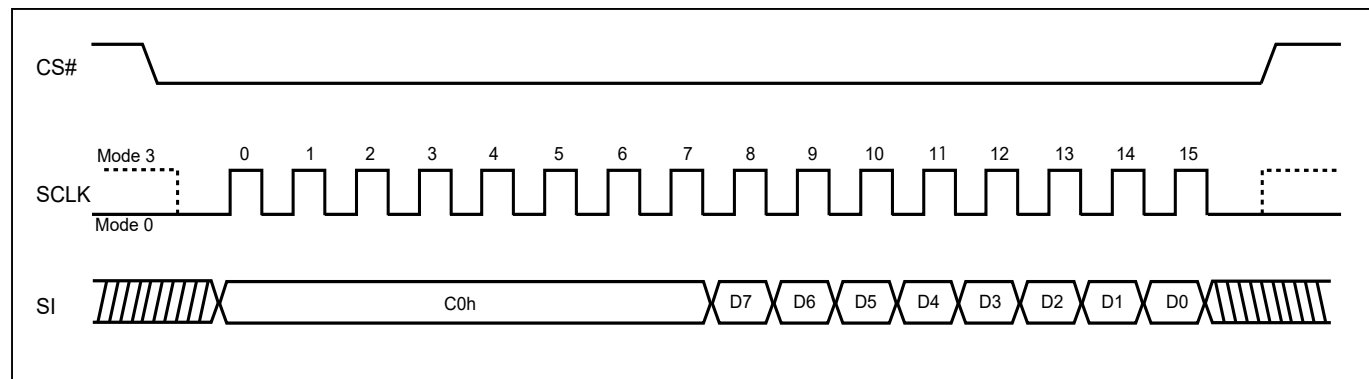 CS#
Mode 3
0 1 2 3 4 5 6 7 8 9 10 11 12 13 14 15
SCLK
Mode 0
SI
C0h D7 D6 D5 D4 D3 D2 D1 D0